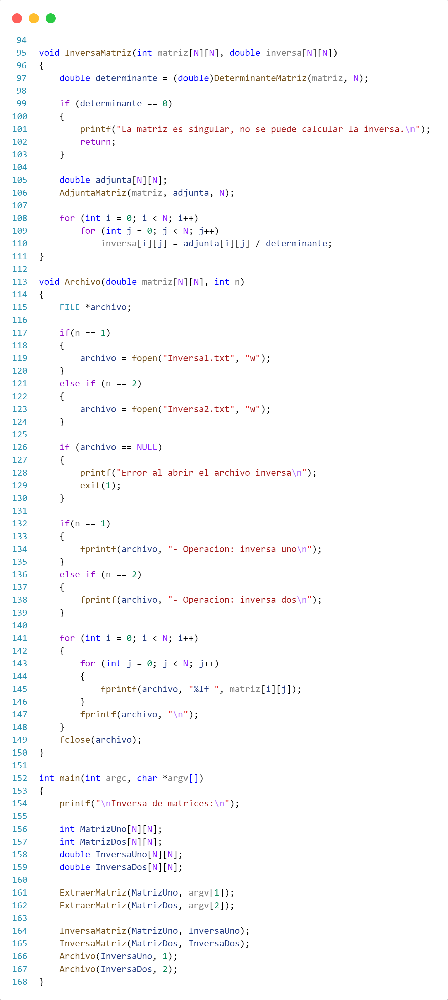 94
95 void InversaMatriz(int matriz[N][N], double inversa[N][N])
96 {
97     double determinante = (double)DeterminanteMatriz(matriz, N);
98
99     if (determinante == 0)
100     {
101         printf("La matriz es singular, no se puede calcular la inversa.\n");
102         return;
103     }
104
105     double adjunta[N][N];
106     AdjuntaMatriz(matriz, adjunta, N);
107
108     for (int i = 0; i < N; i++)
109         for (int j = 0; j < N; j++)
110             inversa[i][j] = adjunta[i][j] / determinante;
111 }
112
113 void Archivo(double matriz[N][N], int n)
114 {
115     FILE *archivo;
116
117     if(n == 1)
118     {
119         archivo = fopen("Inversa1.txt", "w");
120     }
121     else if (n == 2)
122     {
123         archivo = fopen("Inversa2.txt", "w");
124     }
125
126     if (archivo == NULL)
127     {
128         printf("Error al abrir el archivo inversa\n");
129         exit(1);
130     }
131
132     if(n == 1)
133     {
134         fprintf(archivo, "- Operacion: inversa uno\n");
135     }
136     else if (n == 2)
137     {
138         fprintf(archivo, "- Operacion: inversa dos\n");
139     }
140
141     for (int i = 0; i < N; i++)
142     {
143         for (int j = 0; j < N; j++)
144         {
145             fprintf(archivo, "%lf ", matriz[i][j]);
146         }
147         fprintf(archivo, "\n");
148     }
149     fclose(archivo);
150 }
151
152 int main(int argc, char *argv[])
153 {
154     printf("\nInversa de matrices:\n");
155
156     int MatrizUno[N][N];
157     int MatrizDos[N][N];
158     double InversaUno[N][N];
159     double InversaDos[N][N];
160
161     ExtraerMatriz(MatrizUno, argv[1]);
162     ExtraerMatriz(MatrizDos, argv[2]);
163
164     InversaMatriz(MatrizUno, InversaUno);
165     InversaMatriz(MatrizDos, InversaDos);
166     Archivo(InversaUno, 1);
167     Archivo(InversaDos, 2);
168 }